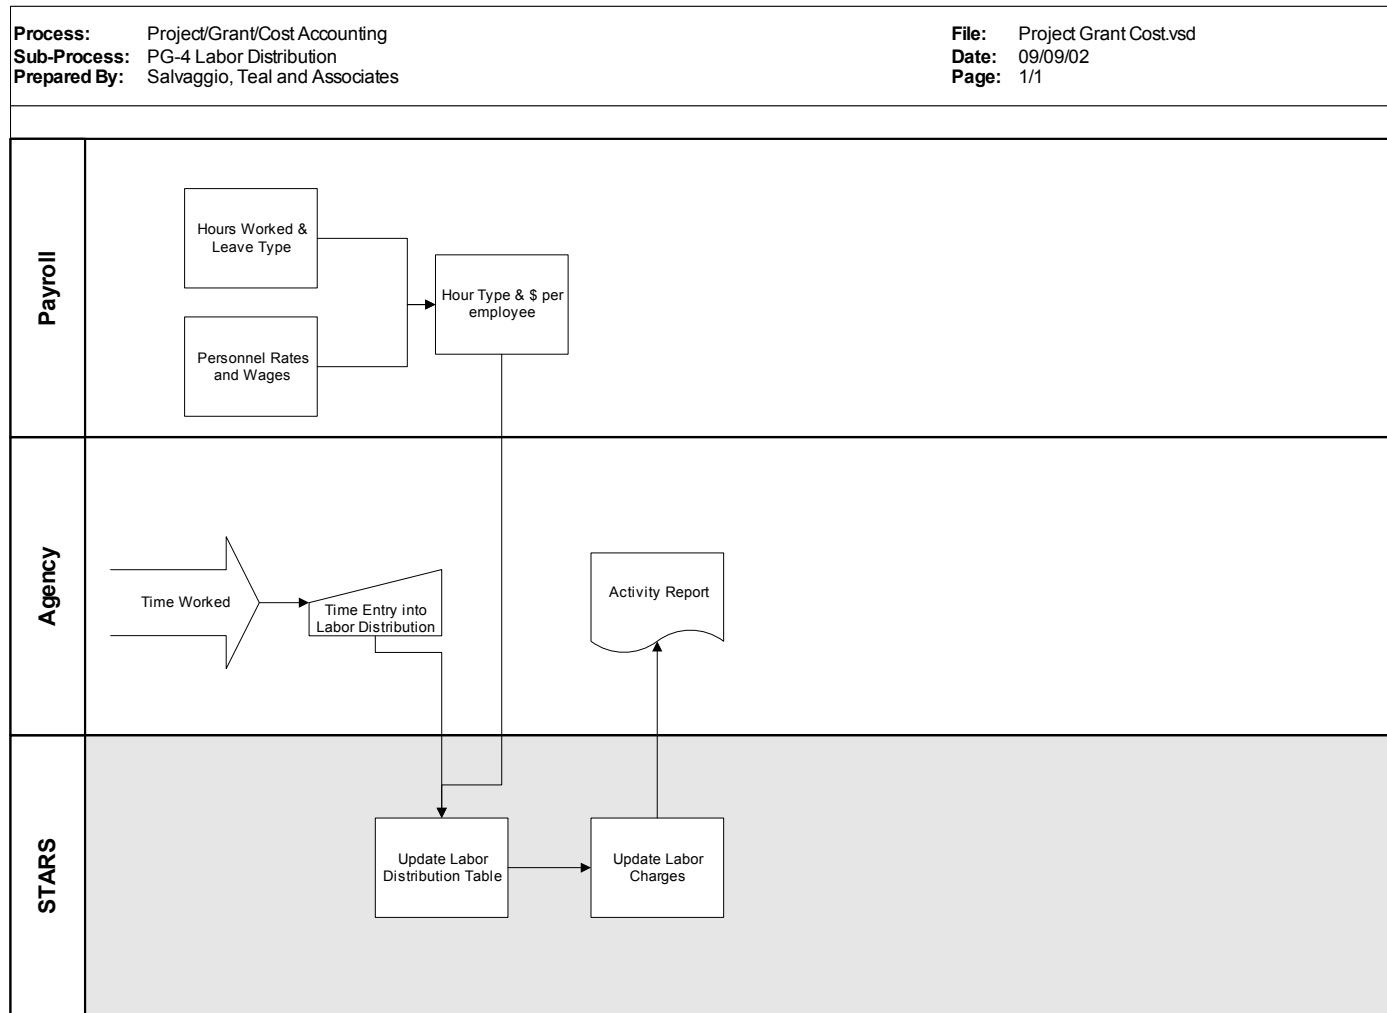 Process: Project/Grant/Cost Accounting
File: Project Grant Cost.vsd
Sub-Process: PG-4 Labor Distribution
Date: 09/09/02
Prepared By: Salvaggio, Teal and Associates
Page: 1/1
Payroll
Hours Worked &
Leave Type
Hour Type & $ per
employee
Personnel Rates
and Wages
Agency
Time Worked
Time Entry into
Labor Distribution
Activity Report
STARS
Update Labor
Distribution Table
Update Labor
Charges